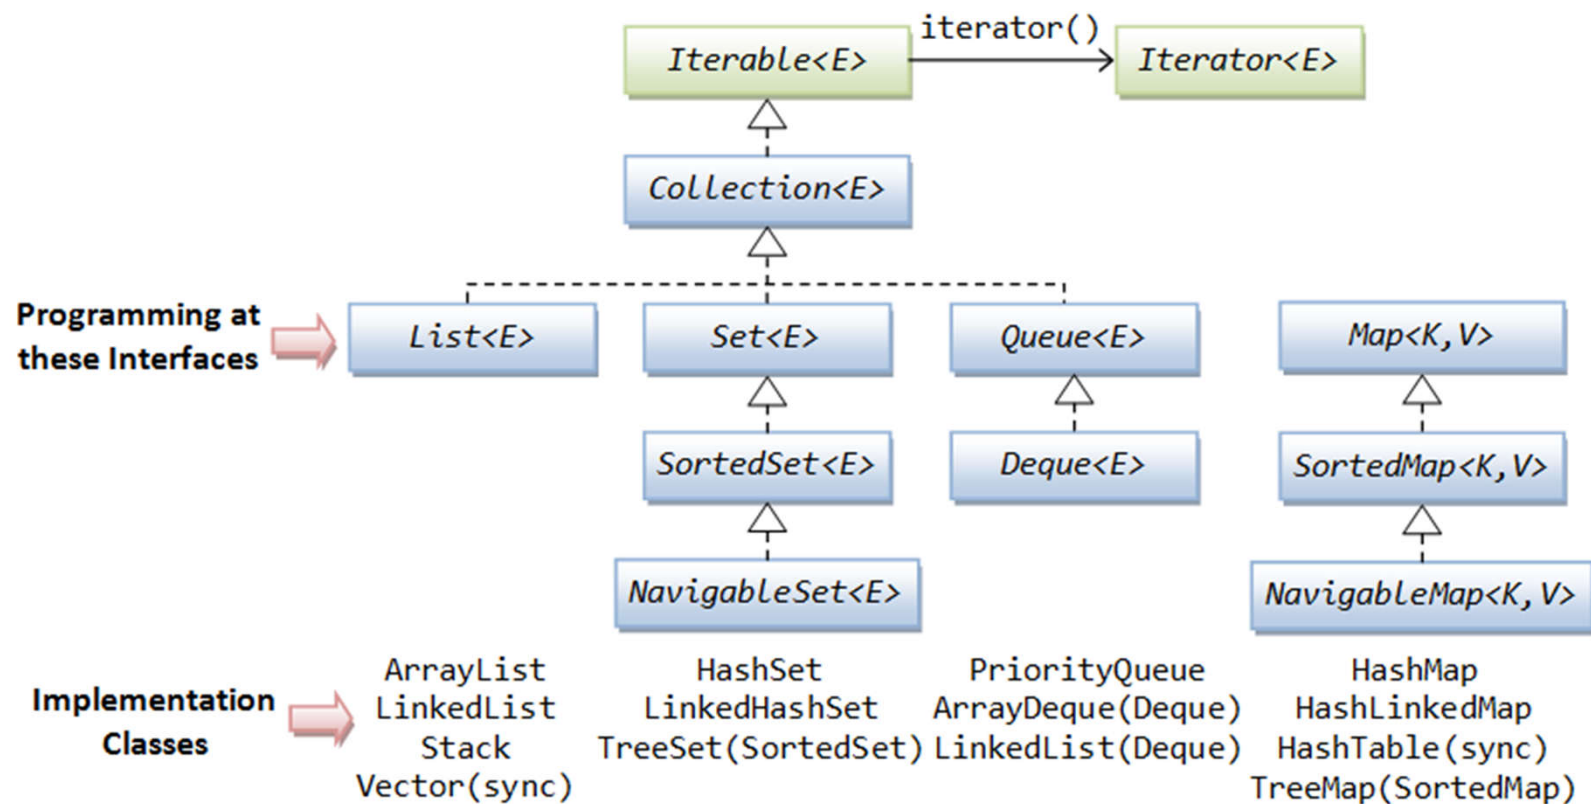 iterator()
Iterable<E>
Iterator<E>
Collection<E>
Programming at
these Interfaces
List<E>
Set<E>
Queue<E>
Map<K,V>
SortedSet<E>
Deque<E>
SortedMap<K,V>
NavigableSet<E>
NavigableMap<K,V>
Implementation
Classes
ArrayList
LinkedList
Stack
Vector(sync)
HashSet
LinkedHashSet
TreeSet(SortedSet)
PriorityQueue
ArrayDeque(Deque)
LinkedList(Deque)
HashMap
HashLinkedMap
HashTable(sync)
TreeMap(SortedMap)